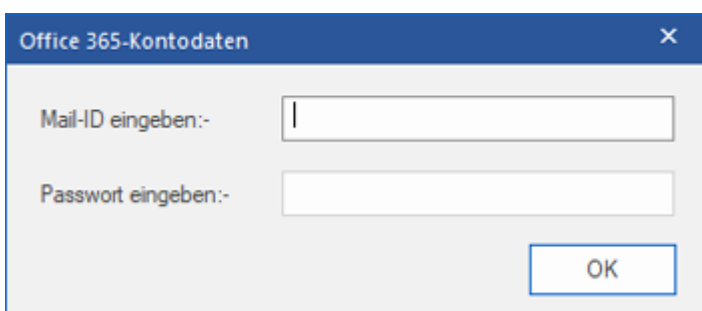 Office 365-Kontodaten
Mail-ID eingeben:-
Passwort eingeben:-
OK